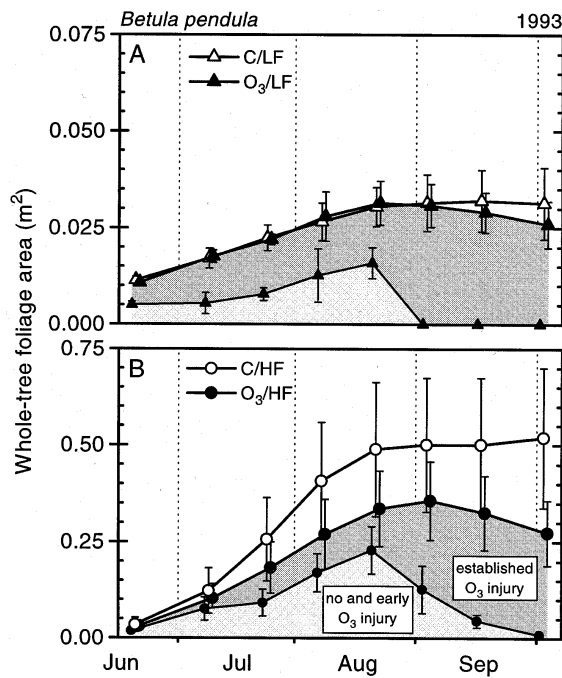 Betula pendula 1993
0.075
A
C/LF
O₃/LF
0.050
0.025
0.000
Whole-tree foliage area (m²)
0.75
B
C/HF
O₃/HF
0.50
0.25
established
O₃ injury
no and early
O₃ injury
0.00
Jun Jul Aug Sep